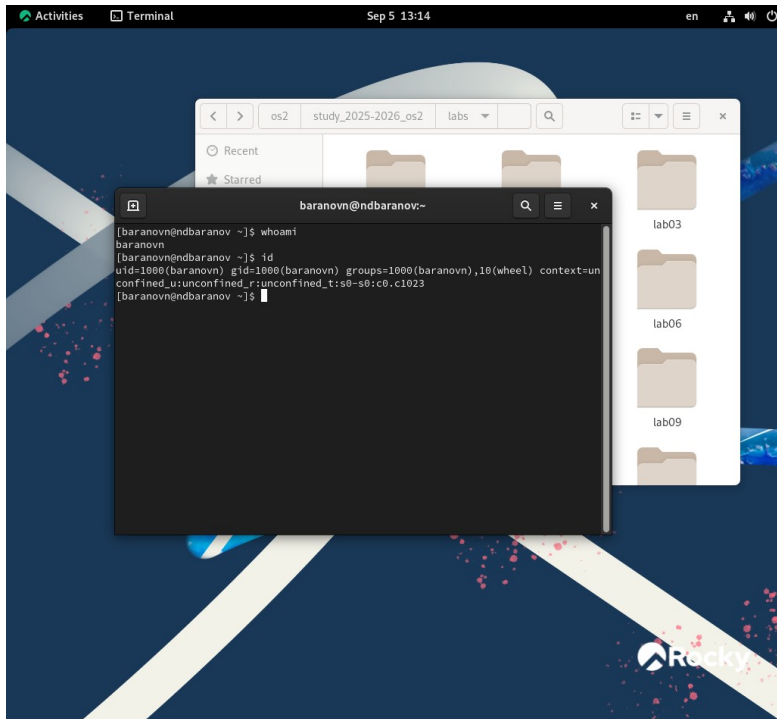 Activities Terminal Sep 5 13:14 en
os2 study_2025-2026_os2 labs
Recent
Starred
lab03
lab06
lab09
baranovn@ndbaranov:~
[baranovn@ndbaranov ~]$ whoami
baranovn
[baranovn@ndbaranov ~]$ id
uid=1000(baranovn) gid=1000(baranovn) groups=1000(baranovn),10(wheel) context=un
confined_u:unconfined_r:unconfined_t:s0-s0:c0.c1023
[baranovn@ndbaranov ~]$
Rocky